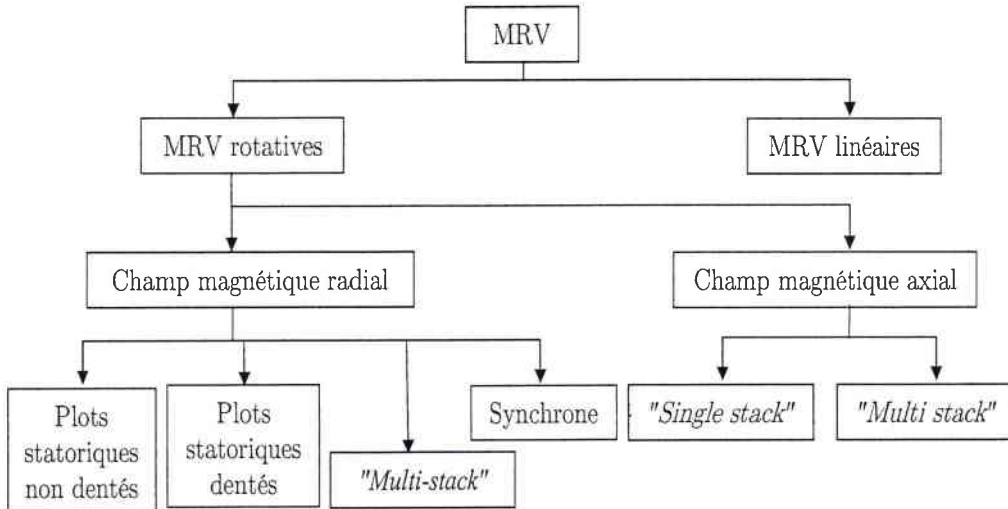 MRV
MRV rotatives
MRV linéaires
Champ magnétique radial
Champ magnétique axial
Plots
statoriques
non dentés
Plots
statoriques
dentés
"Multi-stack"
Synchrone
"Single stack"
"Multi stack"